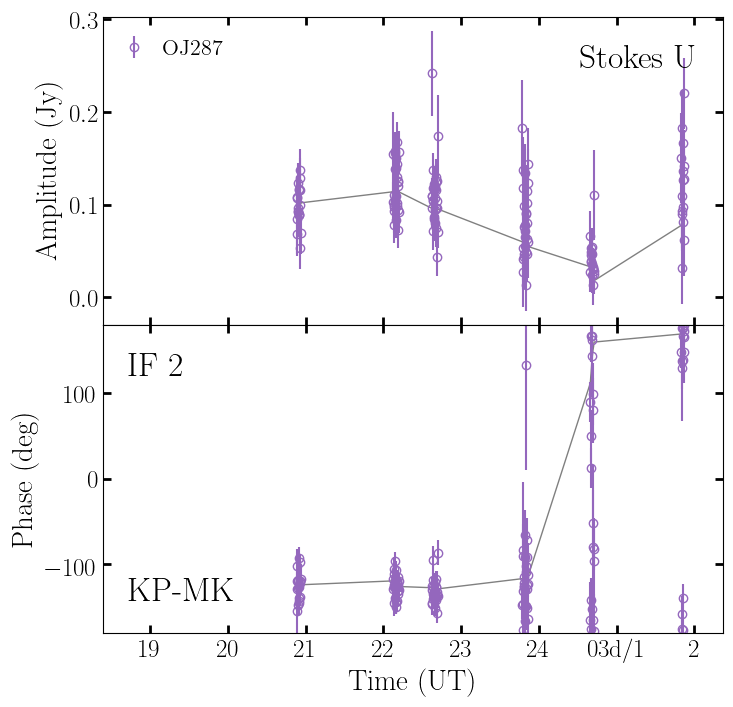 0.3
OJ287
Stokes U
0.2
0.1
0.0
Amplitude (Jy)
IF 2
100
0
−100
Phase (deg)
KP-MK
19 20 21 22 23 24 03d/1 2
Time (UT)